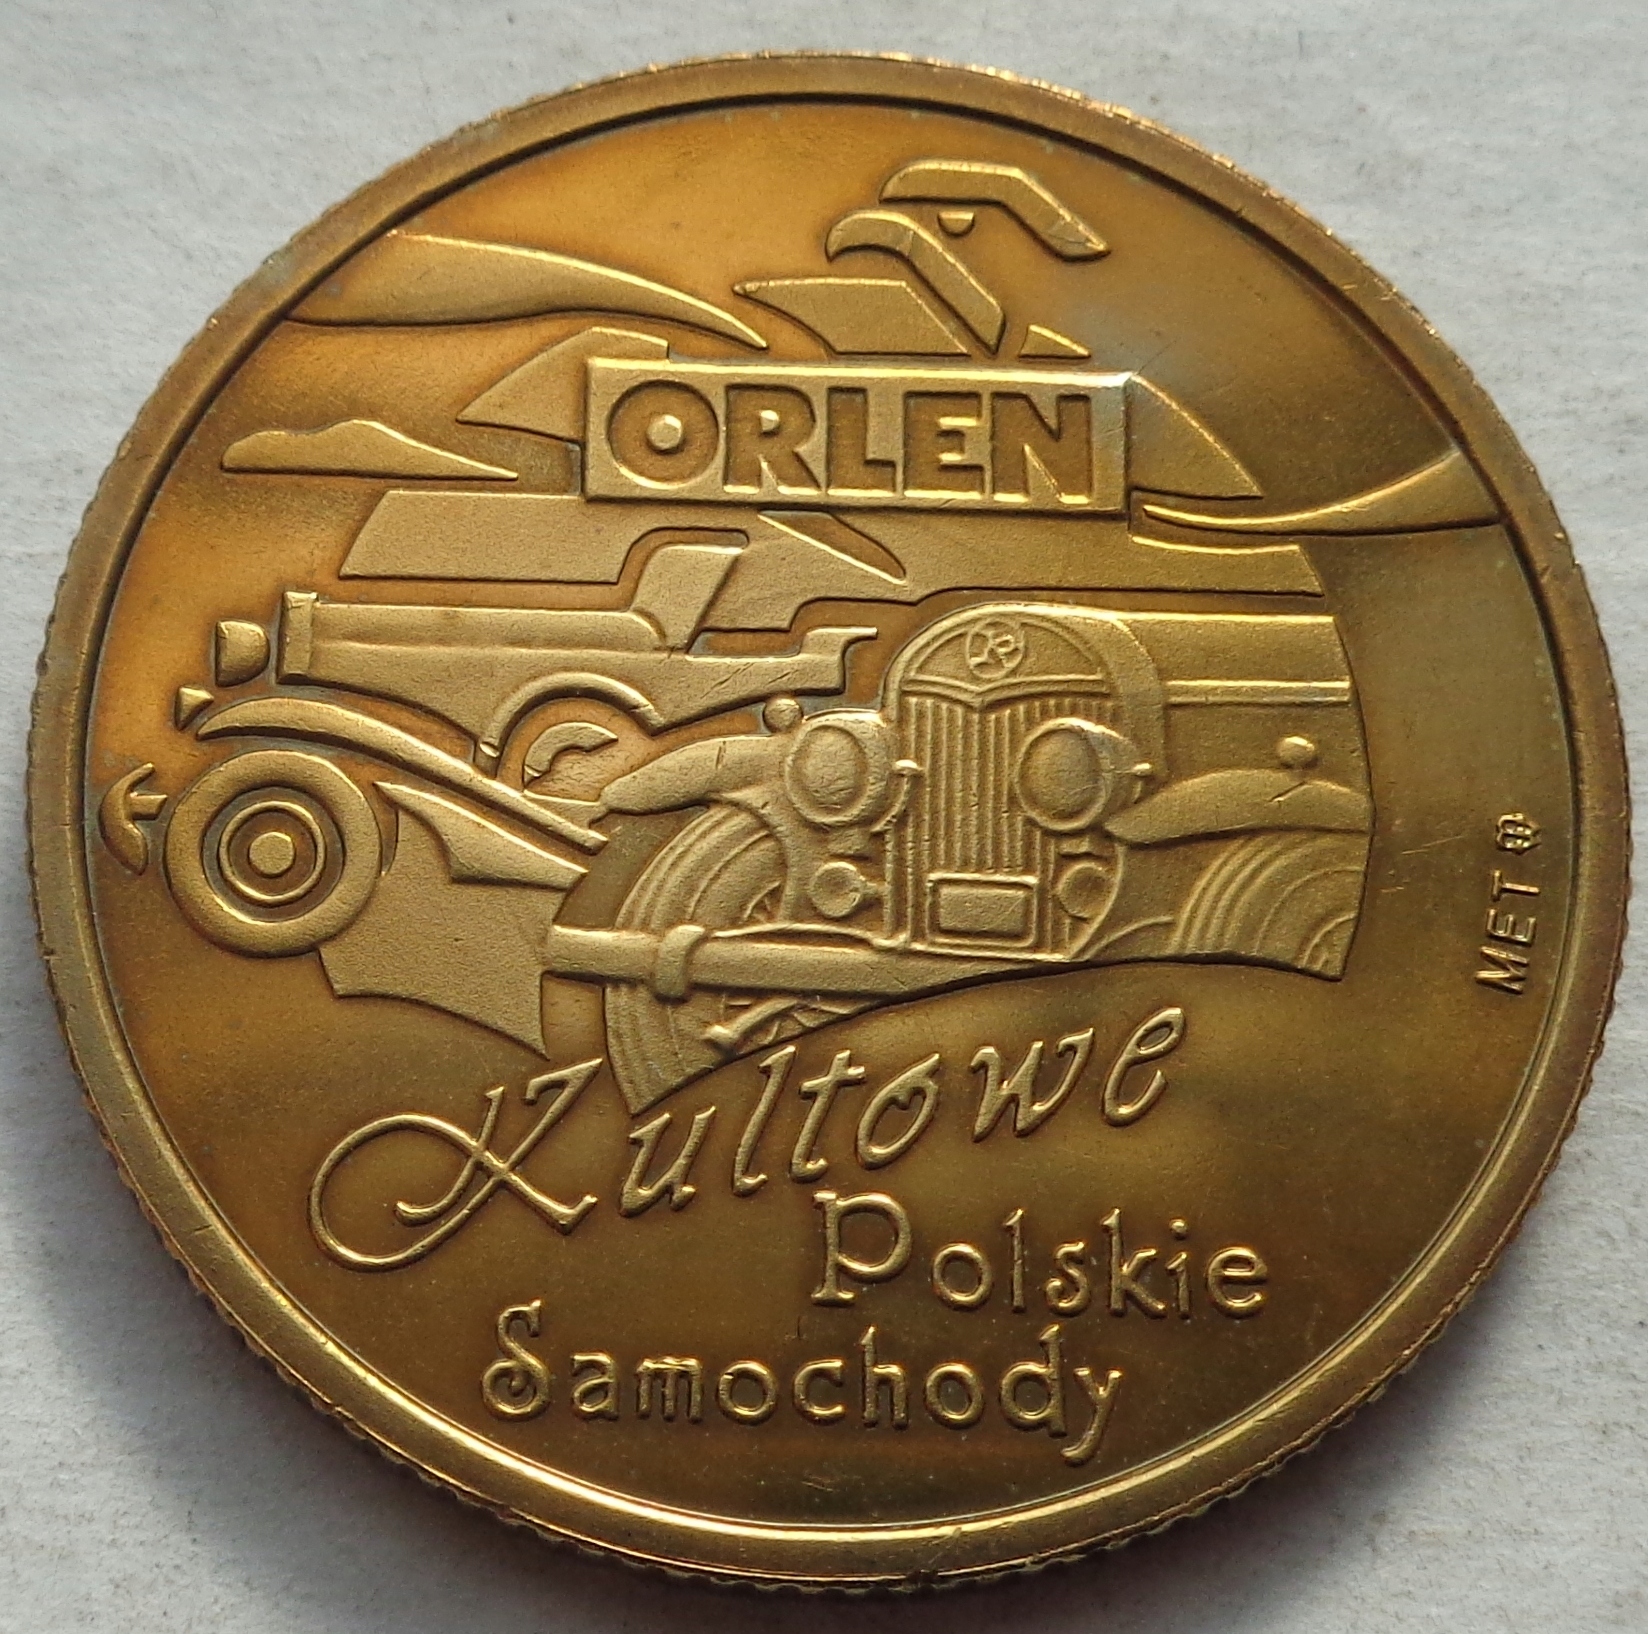 ORLEN
MET
Kultowe
Polskie
Samochody